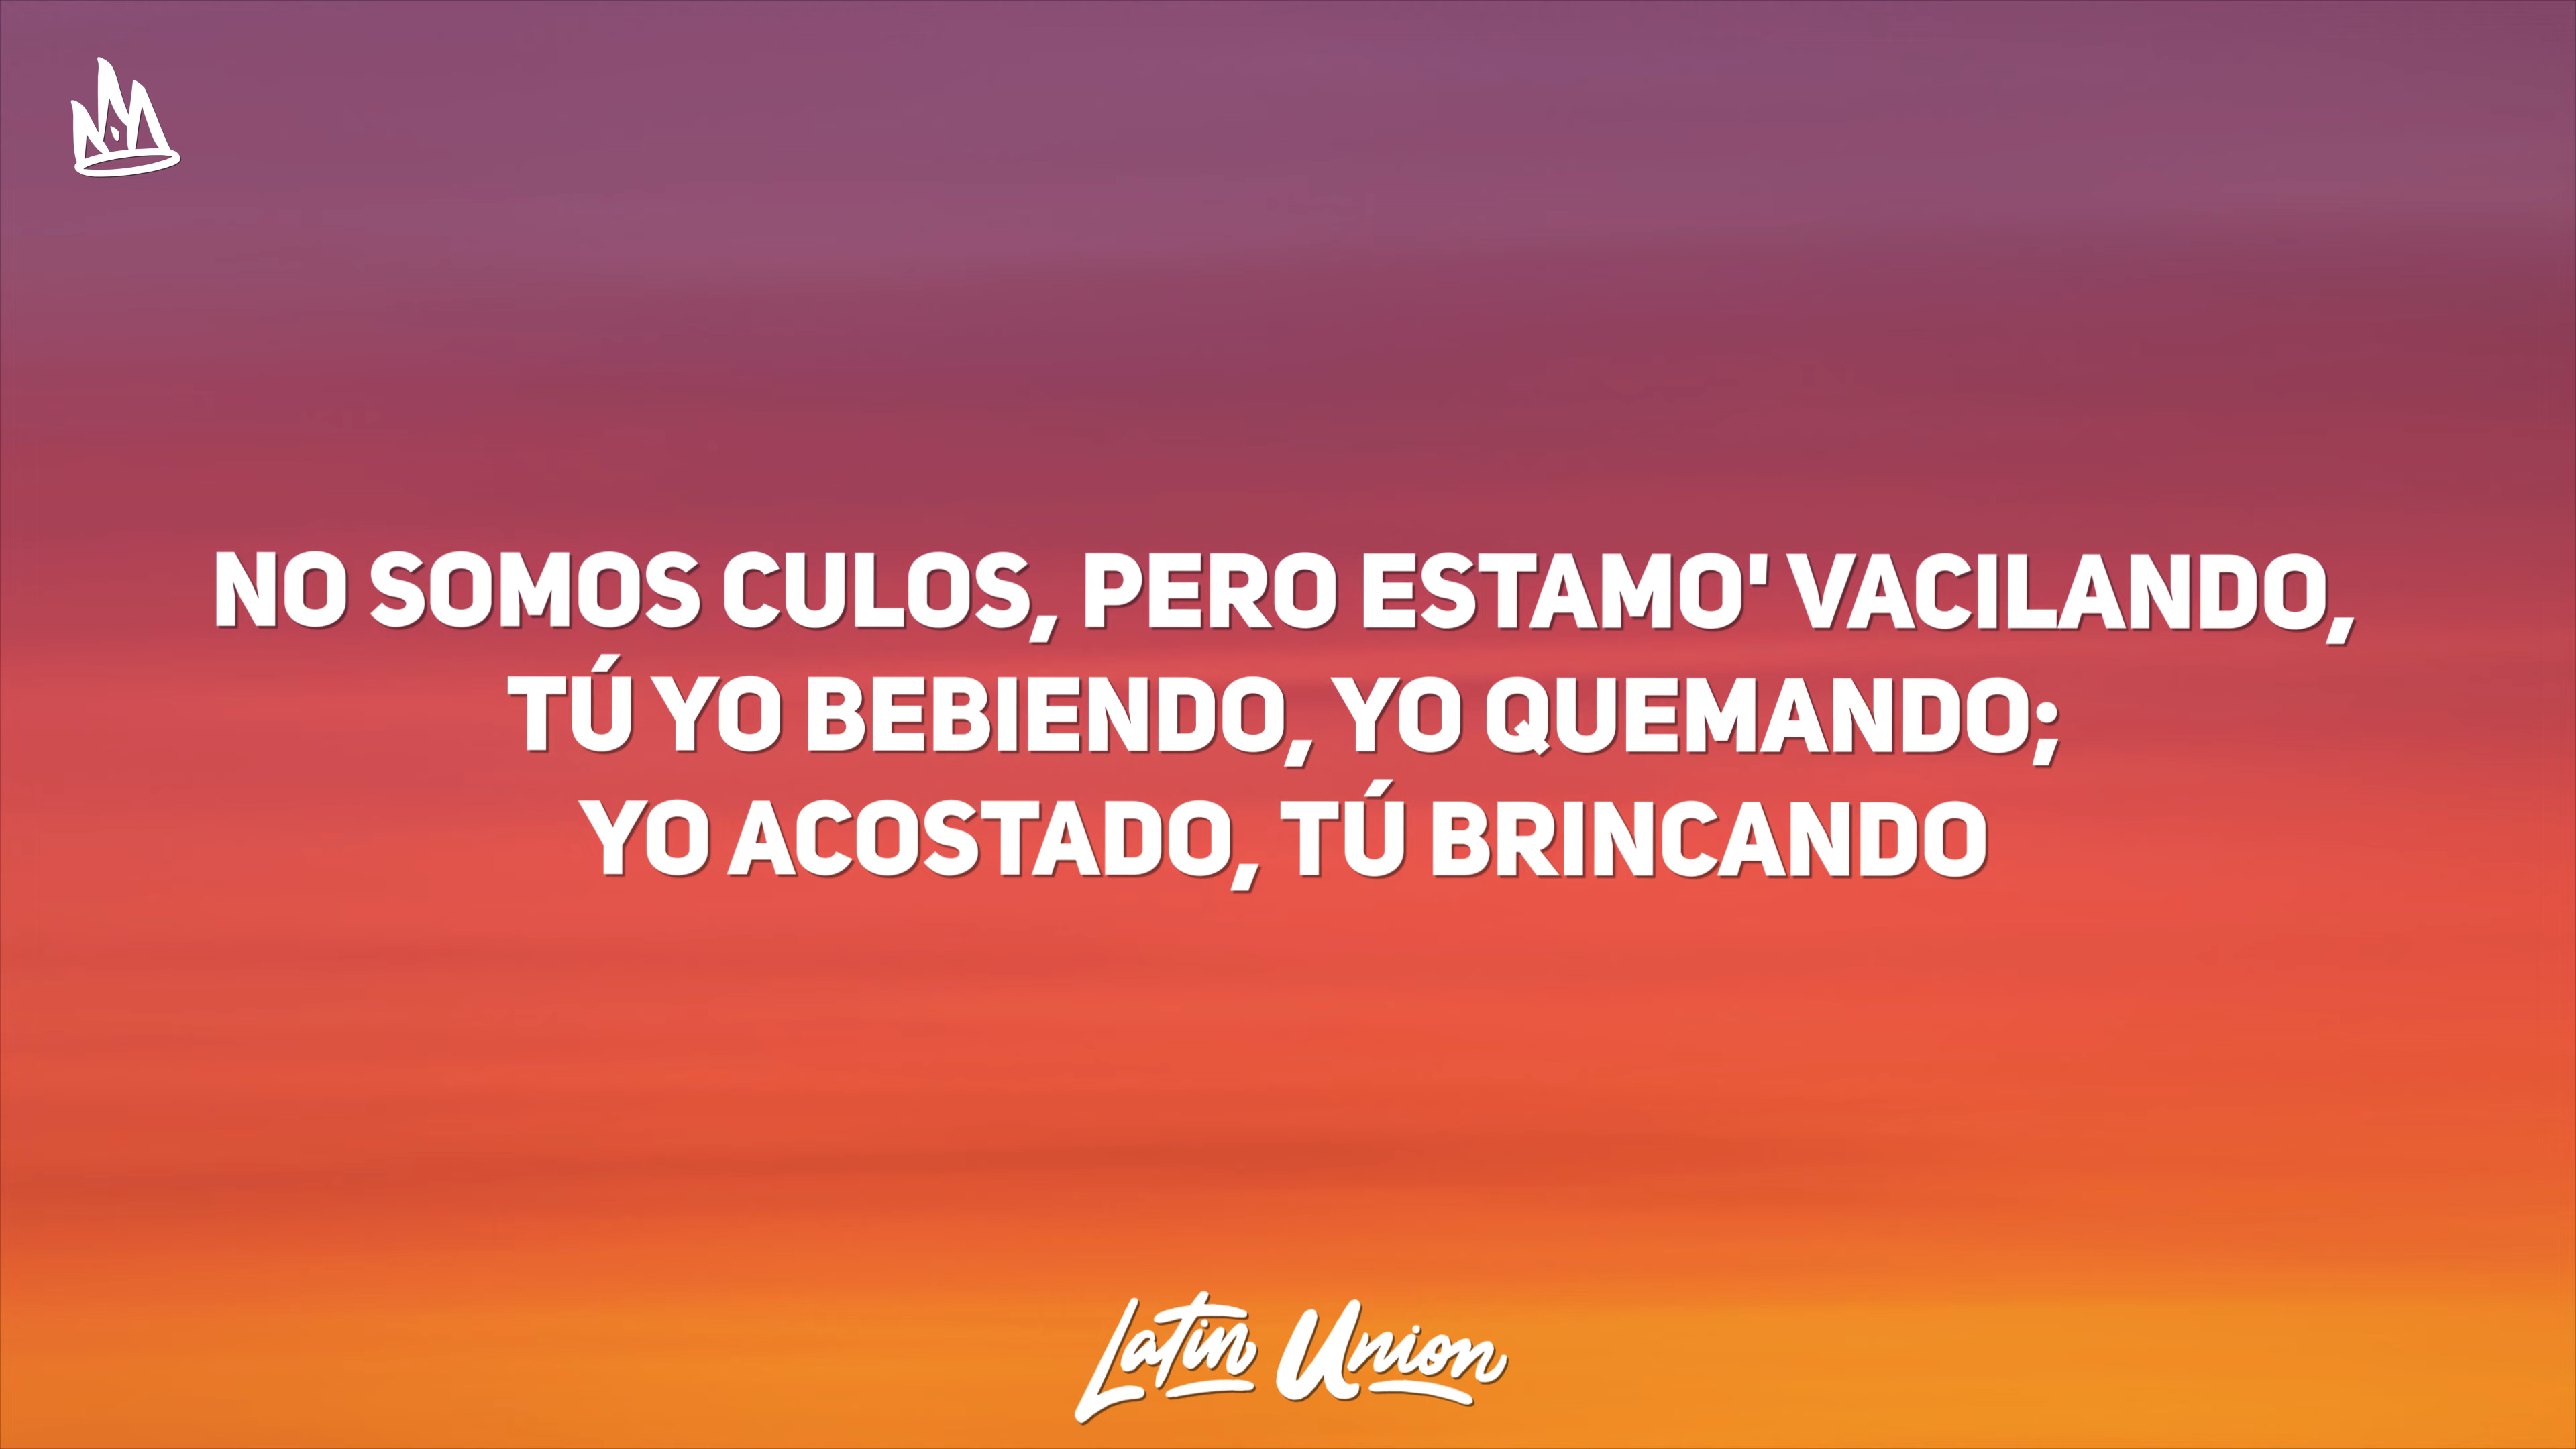 NO SOMOS CULOS, PERO ESTAMO' VACILANDO,
TÚ YO BEBIENDO, YO QUEMANDO;
YO ACOSTADO, TÚ BRINCANDO
Latin Union